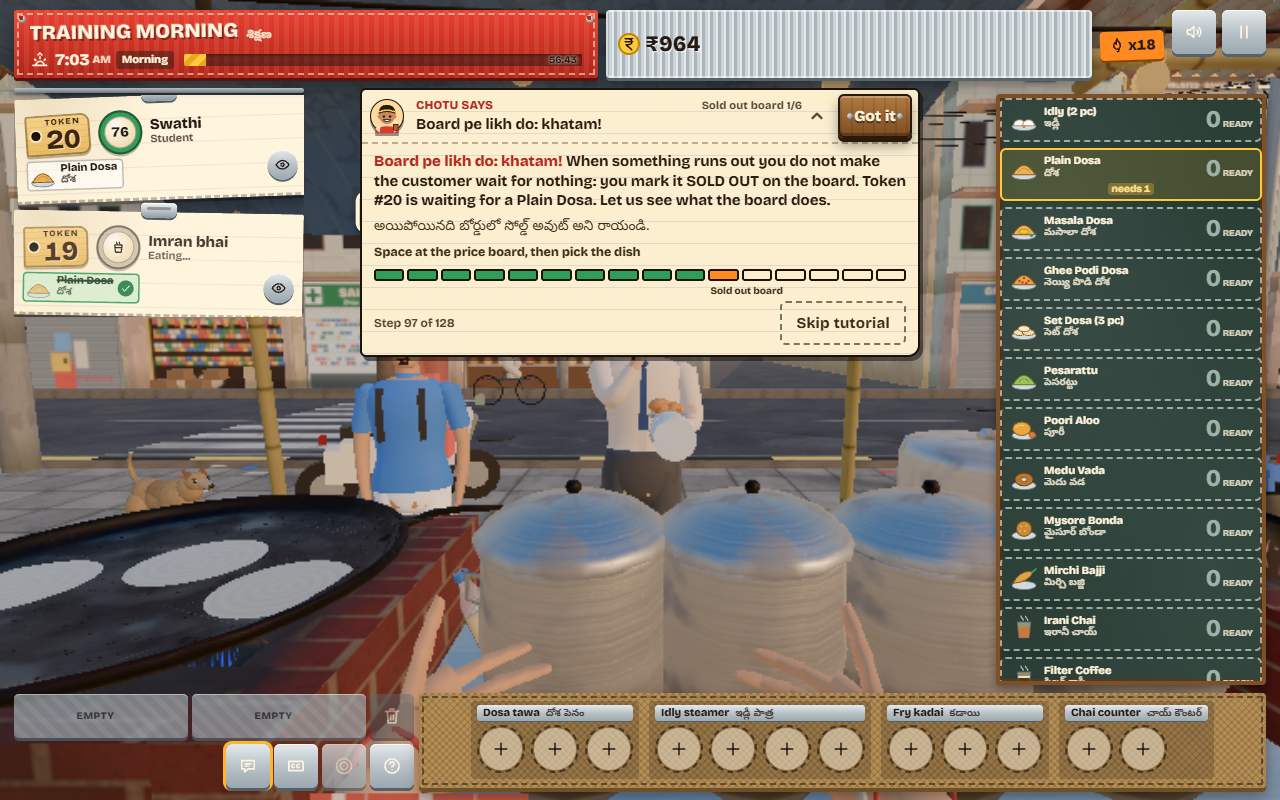 TRAINING MORNING శిక్షణ
7:03 AM Morning 56:43
₹964
x18
TOKEN
20
76
Swathi
Student
Plain Dosa
దోశ
TOKEN
19
Imran bhai
Eating...
Plain Dosa
దోశ
CHOTU SAYS
Board pe likh do: khatam!
Sold out board 1/6
Got it
Board pe likh do: khatam! When something runs out you do not make
the customer wait for nothing: you mark it SOLD OUT on the board. Token
#20 is waiting for a Plain Dosa. Let us see what the board does.
అయిపోయినది బోర్డులో సోల్డ్ అవుట్ అని రాయండి.
Space at the price board, then pick the dish
Sold out board
Step 97 of 128
Skip tutorial
Idly (2 pc)
ఇడ్లీ
0 READY
Plain Dosa
దోశ
0 READY
needs 1
Masala Dosa
మసాలా దోశ
0 READY
Ghee Podi Dosa
నెయ్యి పొడి దోశ
0 READY
Set Dosa (3 pc)
సెట్ దోశ
0 READY
Pesarattu
పెసరట్టు
0 READY
Poori Aloo
పూరీ
0 READY
Medu Vada
మెదు వడ
0 READY
Mysore Bonda
మైసూర్ బోండా
0 READY
Mirchi Bajji
మిర్చి బజ్జి
0 READY
Irani Chai
ఇరానీ చాయ్
0 READY
Filter Coffee
EMPTY
EMPTY
CC
Dosa tawa దోశ పెనం
Idly steamer ఇడ్లీ పాత్ర
Fry kadai కడాయి
Chai counter చాయ్ కౌంటర్